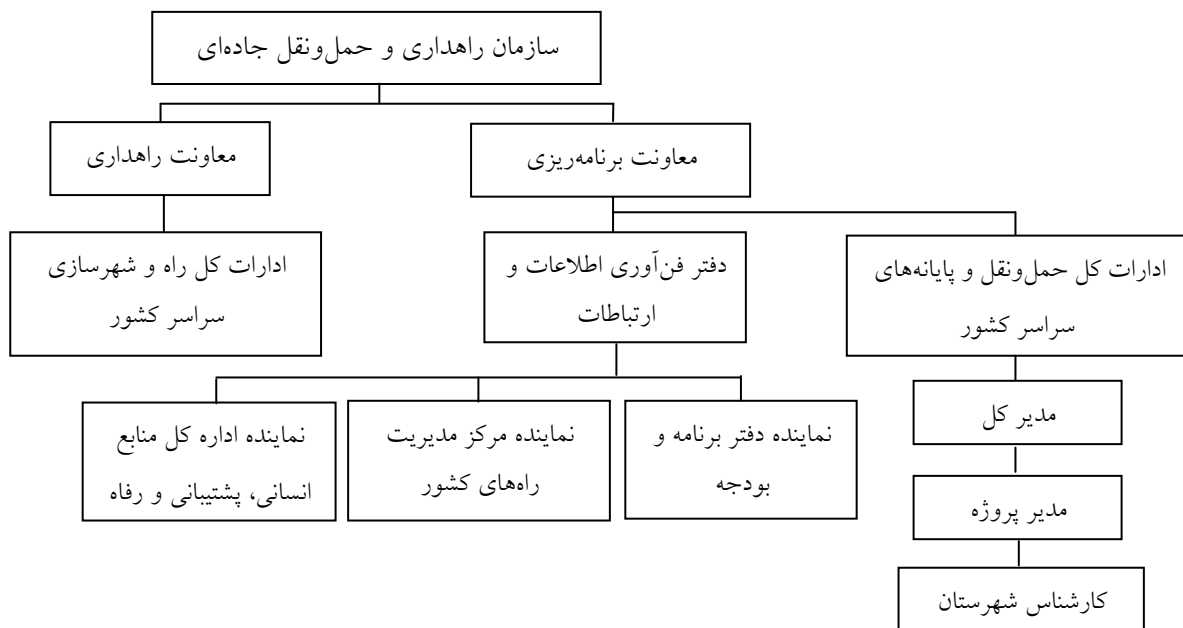 سازمان راهداری و حمل‌ونقل جاده‌ای
معاونت برنامه‌ریزی
معاونت راهداری
ادارات کل حمل‌ونقل و پایانه‌های
سراسر کشور
دفتر فن‌آوری اطلاعات و
ارتباطات
ادارات کل راه و شهرسازی
سراسر کشور
مدیر کل
نماینده دفتر برنامه و
بودجه
نماینده مرکز مدیریت
راه‌های کشور
نماینده اداره کل منابع
انسانی، پشتیبانی و رفاه
مدیر پروژه
کارشناس شهرستان